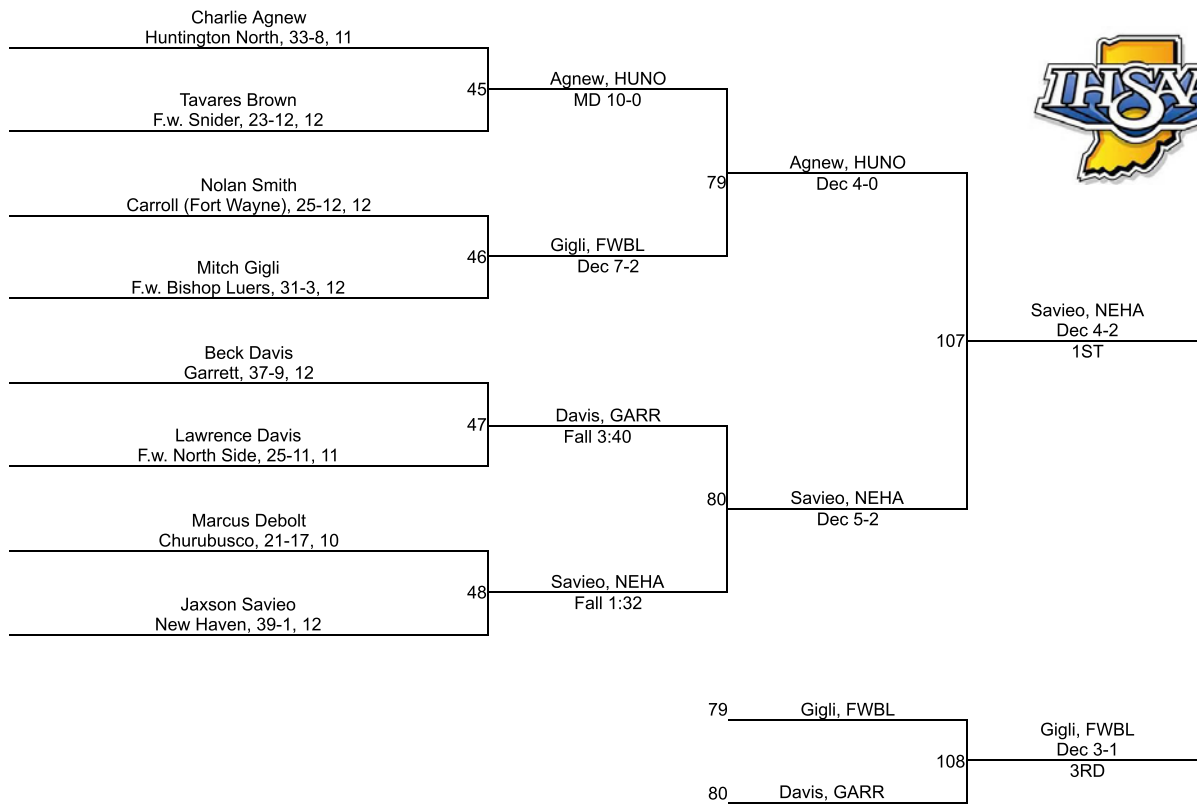 Charlie Agnew
Huntington North, 33-8, 11
Tavares Brown
F.w. Snider, 23-12, 12
45
Agnew, HUNO
MD 10-0
Nolan Smith
Carroll (Fort Wayne), 25-12, 12
Mitch Gigli
F.w. Bishop Luers, 31-3, 12
46
Gigli, FWBL
Dec 7-2
79
Agnew, HUNO
Dec 4-0
IHSAA
Beck Davis
Garrett, 37-9, 12
Lawrence Davis
F.w. North Side, 25-11, 11
47
Davis, GARR
Fall 3:40
Marcus Debolt
Churubusco, 21-17, 10
Jaxson Savieo
New Haven, 39-1, 12
48
Savieo, NEHA
Fall 1:32
80
Savieo, NEHA
Dec 5-2
107
Savieo, NEHA
Dec 4-2
1ST
79
Gigli, FWBL
80
Davis, GARR
108
Gigli, FWBL
Dec 3-1
3RD